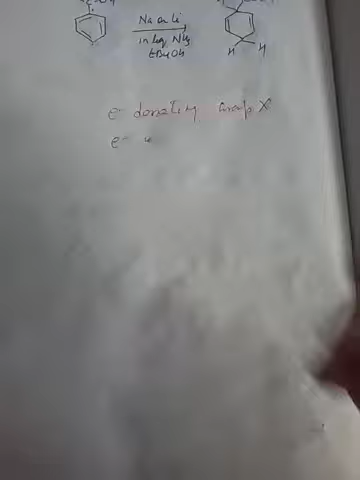 Na or Li
in liq NH3
EtOH
H H
e- donating Group X
e- "